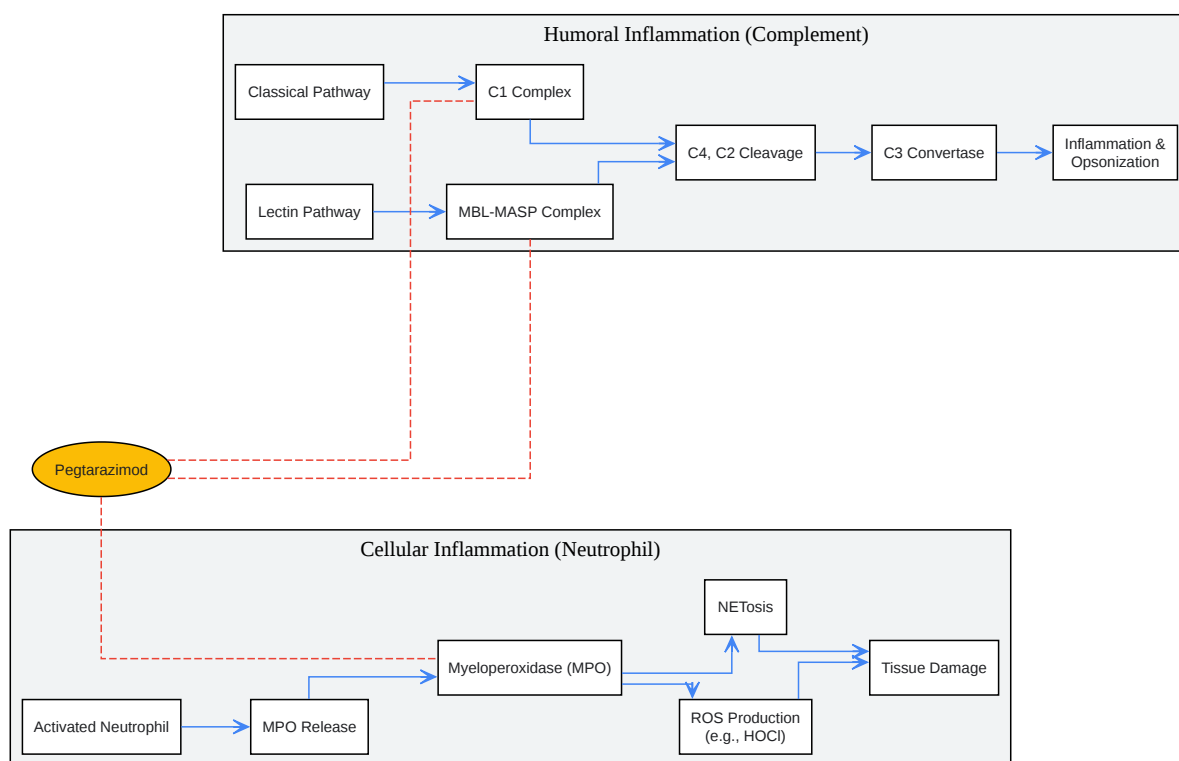 Humoral Inflammation (Complement)
Classical Pathway
C1 Complex
C4, C2 Cleavage
C3 Convertase
Inflammation &
Opsonization
Lectin Pathway
MBL-MASP Complex
Pegtarazimod
Cellular Inflammation (Neutrophil)
NETosis
Myeloperoxidase (MPO)
Tissue Damage
Activated Neutrophil
MPO Release
ROS Production
(e.g., HOCl)